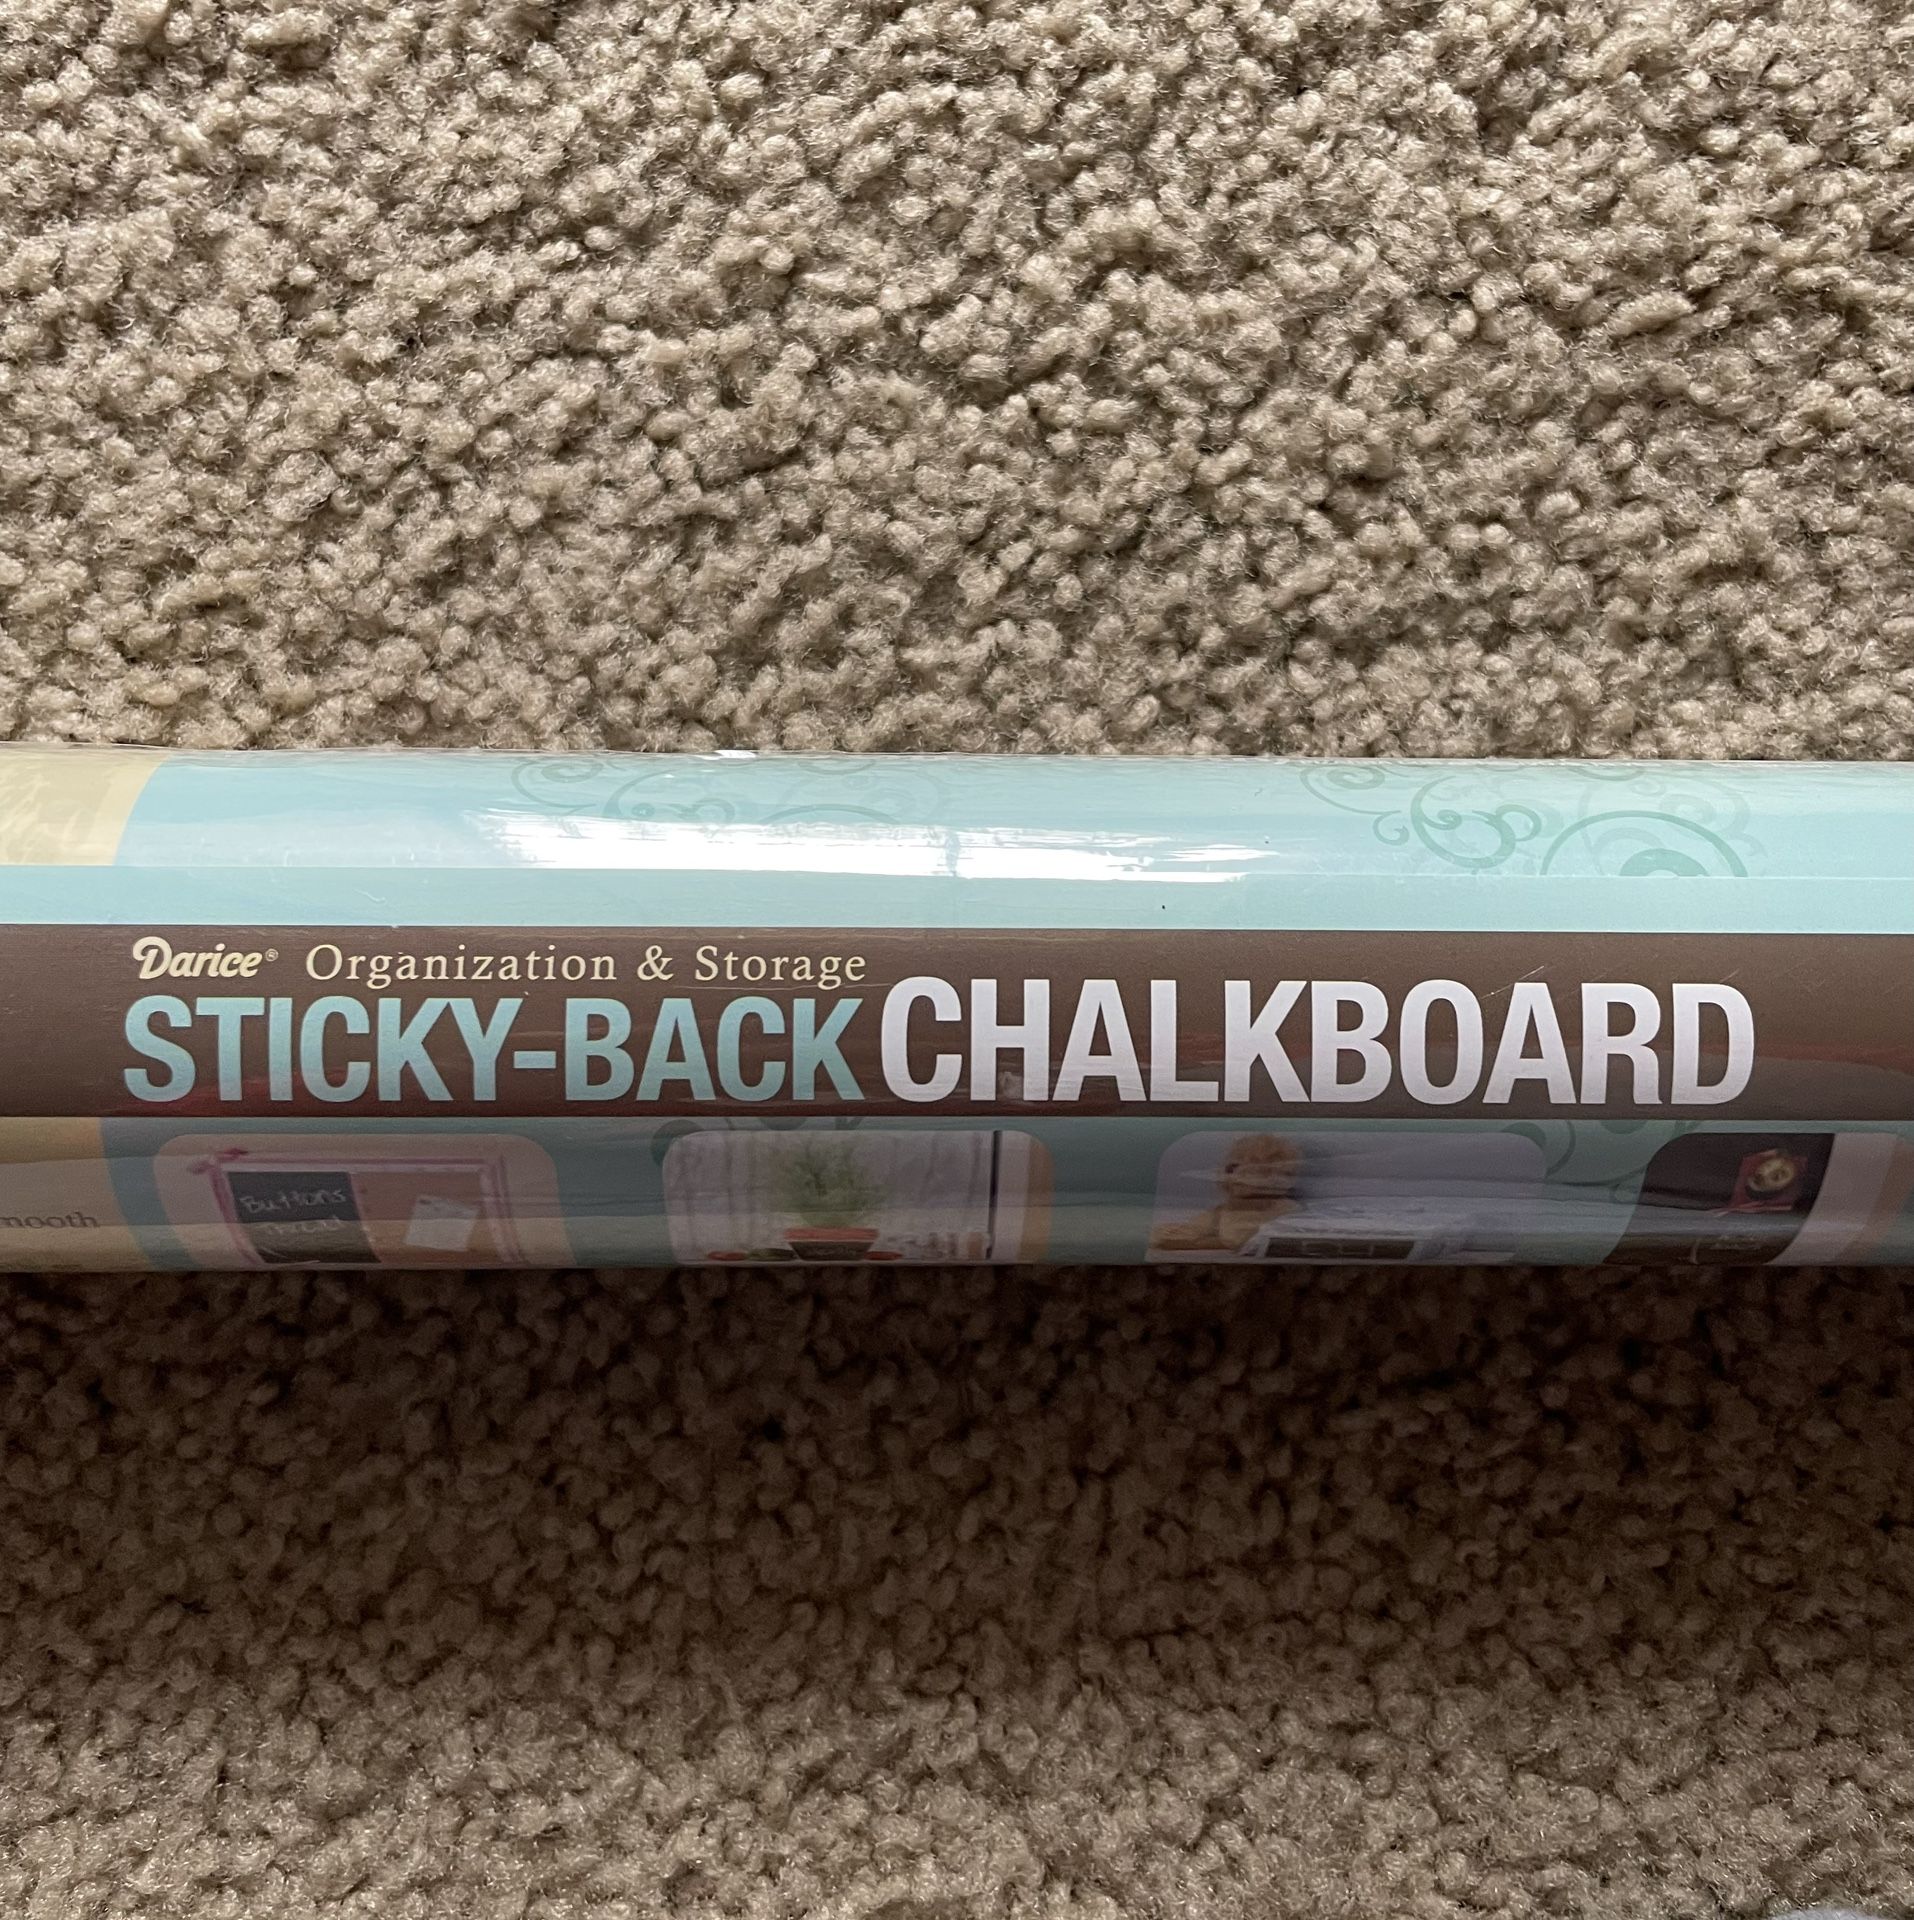 Darice® Organization & Storage
STICKY-BACK CHALKBOARD
Buttons
mooth